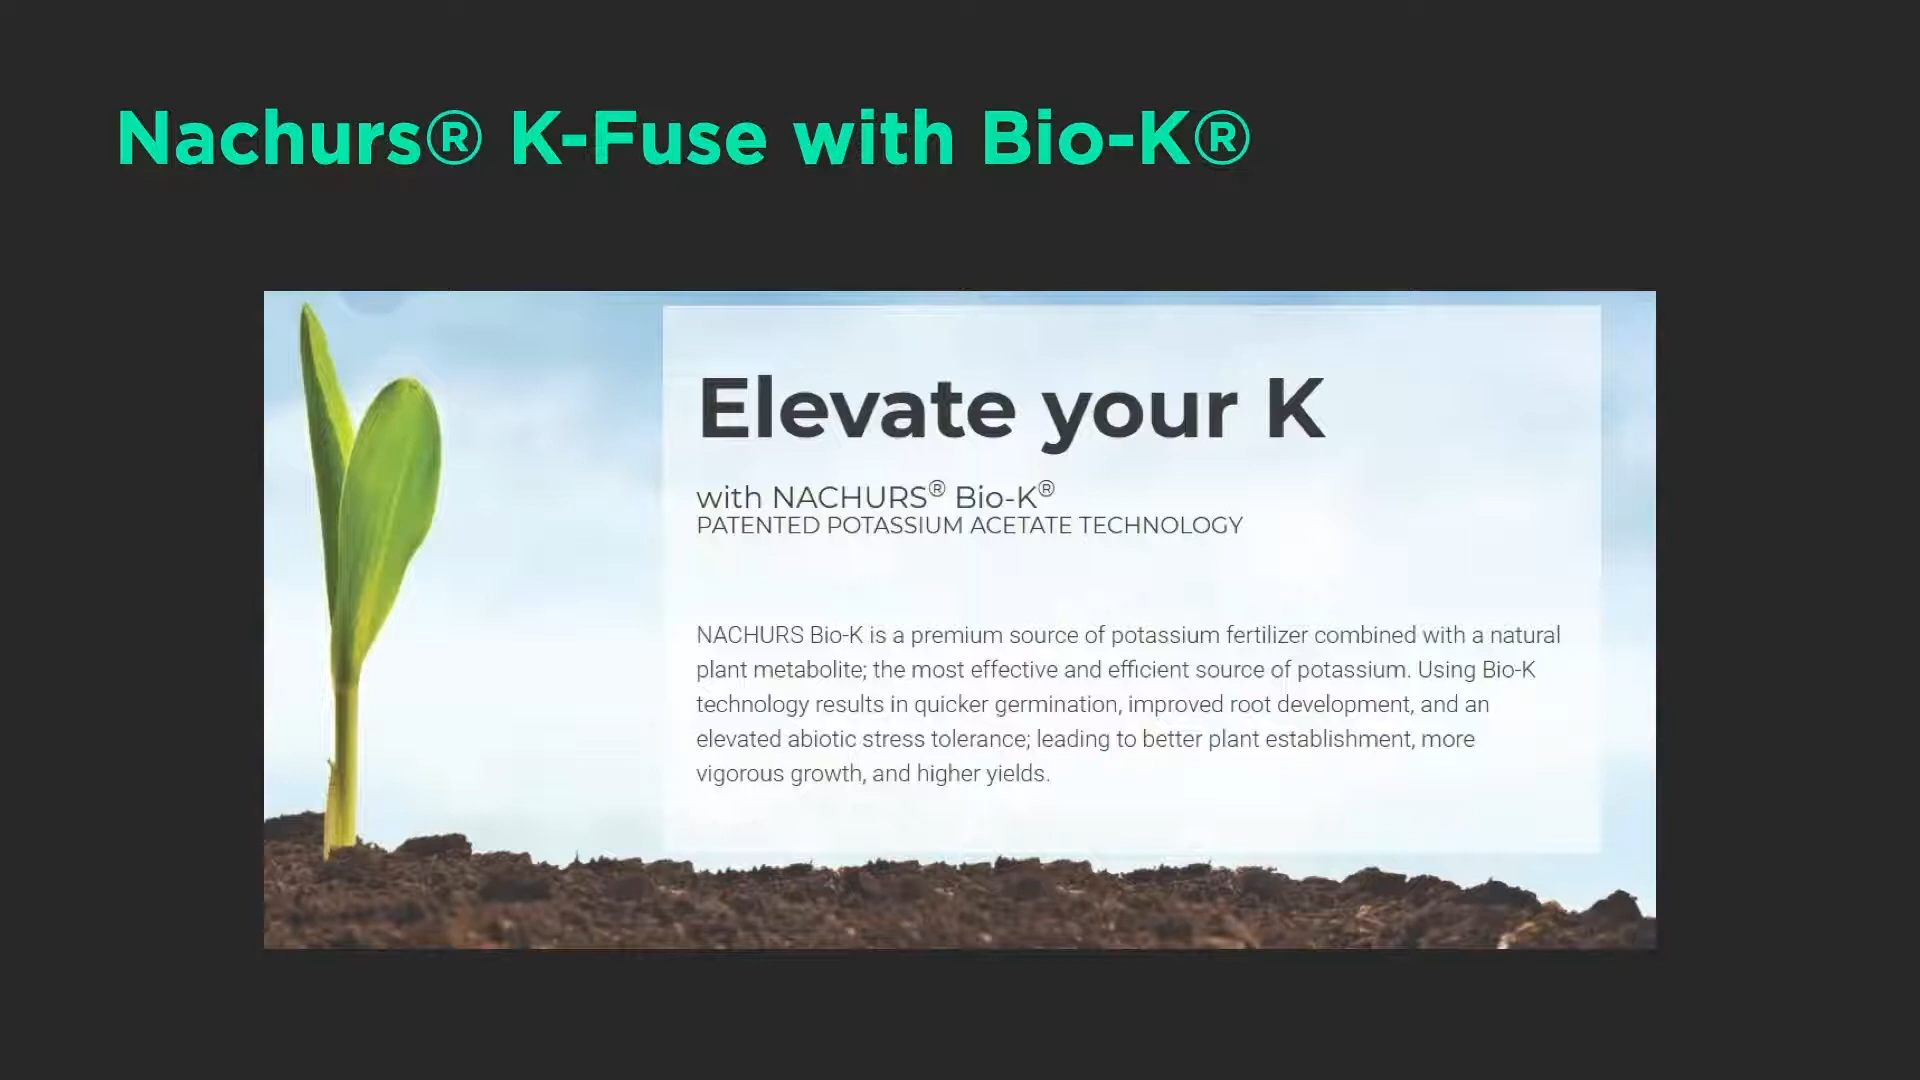 Nachurs® K-Fuse with Bio-K®
Elevate your K
with NACHURS® Bio-K®
PATENTED POTASSIUM ACETATE TECHNOLOGY
NACHURS Bio-K is a premium source of potassium fertilizer combined with a natural
plant metabolite; the most effective and efficient source of potassium. Using Bio-K
technology results in quicker germination, improved root development, and an
elevated abiotic stress tolerance; leading to better plant establishment, more
vigorous growth, and higher yields.